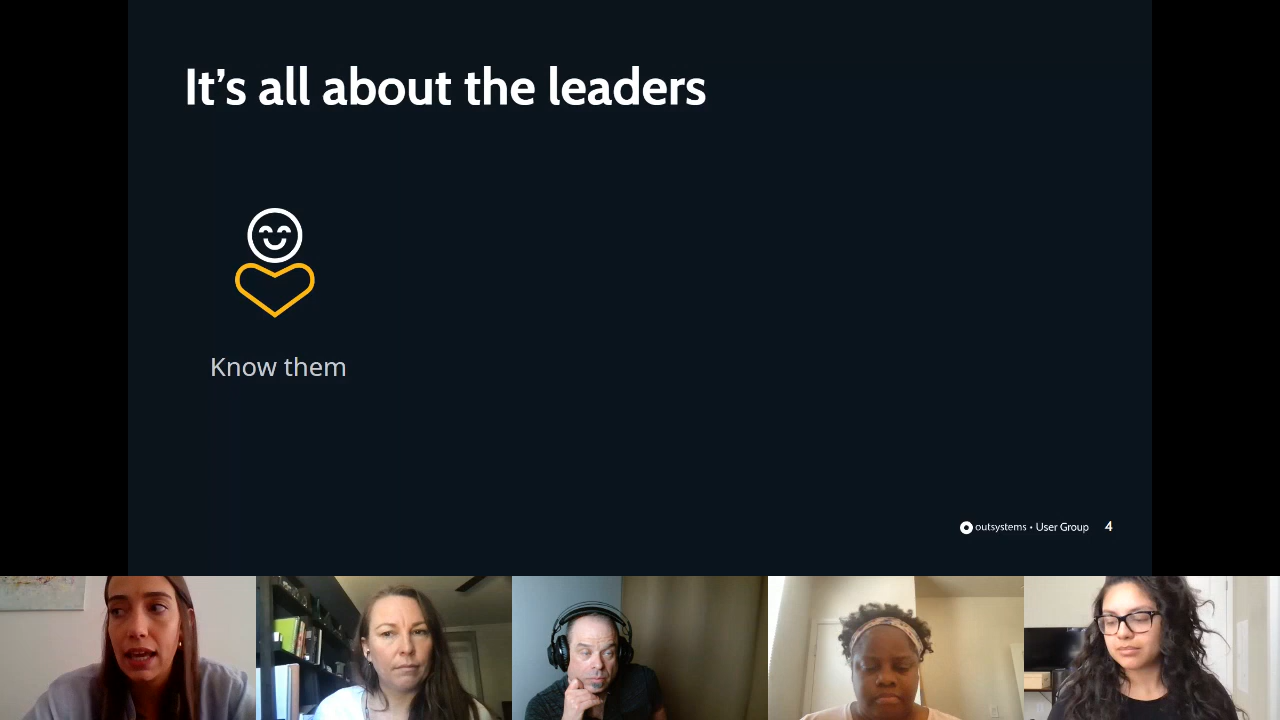 It's all about the leaders
Know them
outsystems • User Group 4